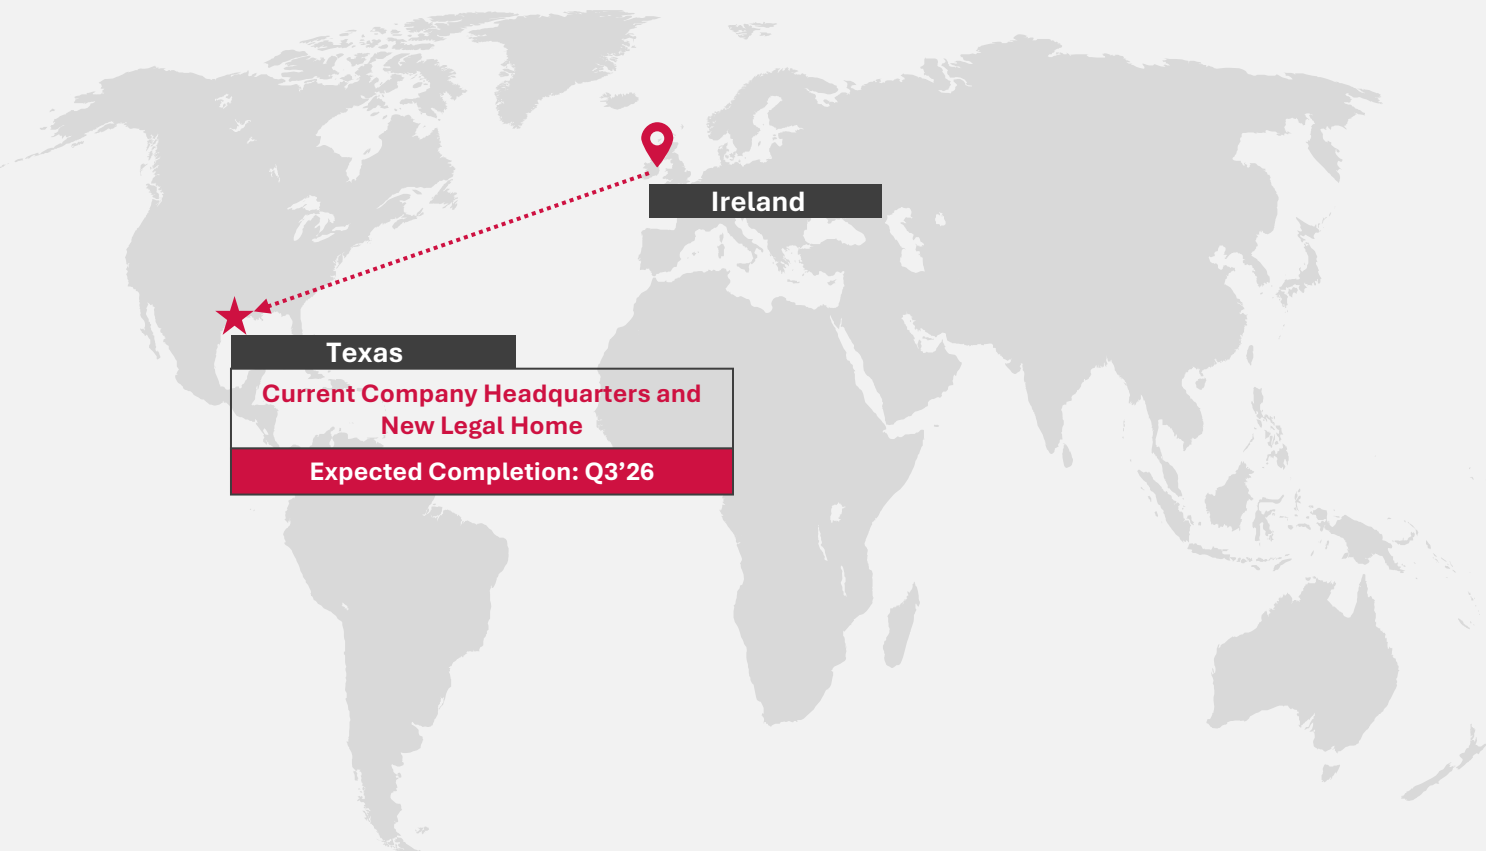 Ireland
Texas
Current Company Headquarters and
New Legal Home
Expected Completion: Q3’26